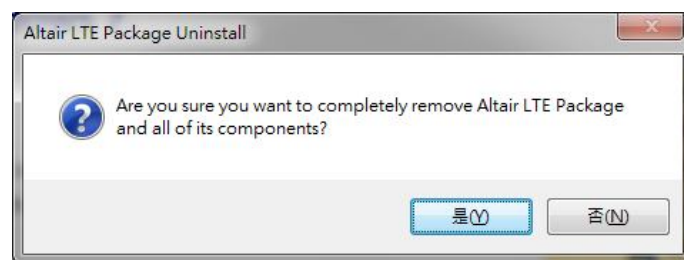 Altair LTE Package Uninstall
Are you sure you want to completely remove Altair LTE Package
and all of its components?
是(Y)
否(N)